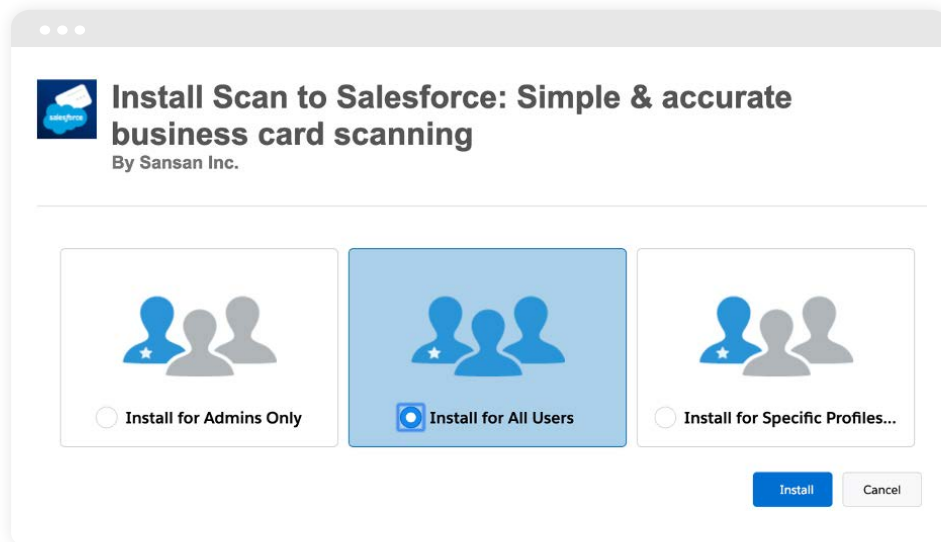 salesforce
Install Scan to Salesforce: Simple & accurate
business card scanning
By Sansan Inc.
Install for Admins Only
Install for All Users
Install for Specific Profiles...
Install
Cancel